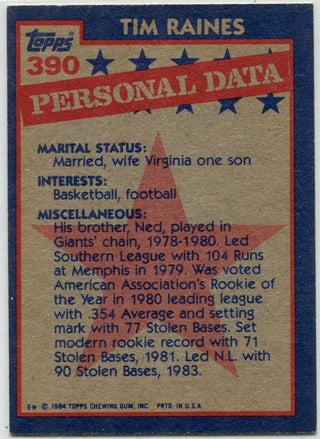 TIM RAINES
topps
390
PERSONAL DATA
MARITAL STATUS:
Married, wife Virginia one son
INTERESTS:
Basketball, football
MISCELLANEOUS:
His brother, Ned, played in
Giants' chain, 1978-1980. Led
Southern League with 104 Runs
at Memphis in 1979. Was voted
American Association's Rookie of
the Year in 1980 leading league
with .354 Average and setting
mark with 77 Stolen Bases. Set
modern rookie record with 71
Stolen Bases, 1981. Led N.L. with
90 Stolen Bases, 1983.
© 1984 TOPPS CHEWING GUM, INC. PRTD. IN U.S.A.